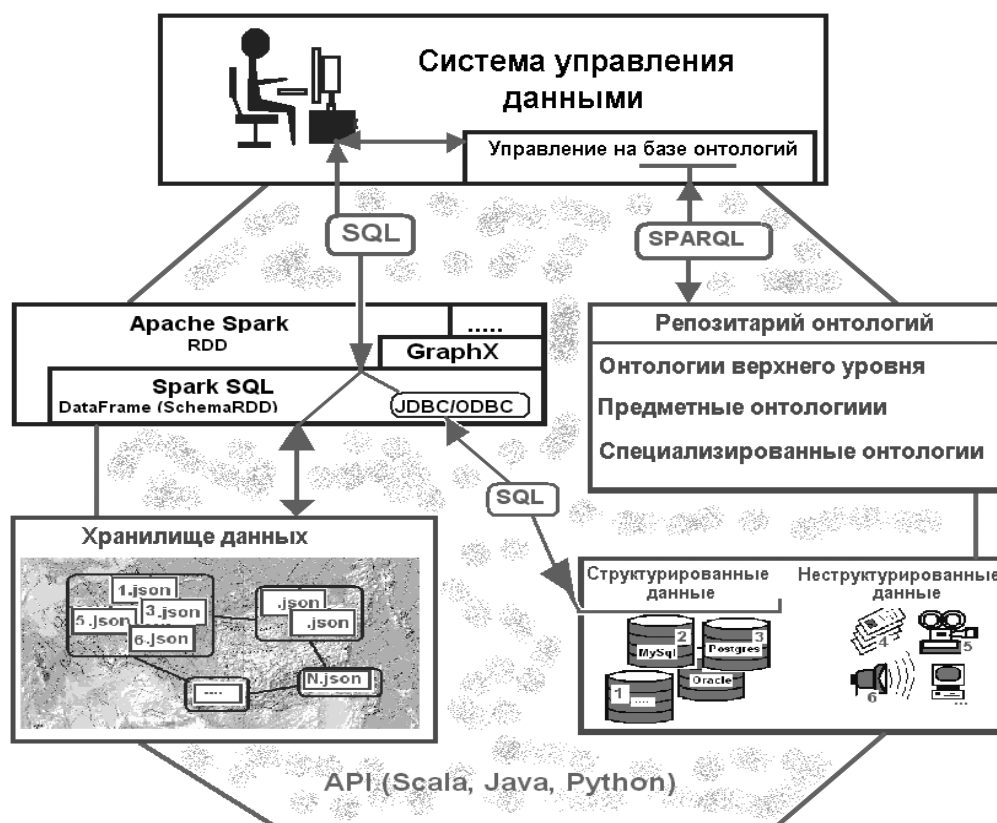 Система управления
данными
Управление на базе онтологий
SQL
SPARQL
Apache Spark
RDD
.....
GraphX
Spark SQL
DataFrame (SchemaRDD)
JDBC/ODBC
Репозитарий онтологий
Онтологии верхнего уровня
Предметные онтологиии
Специализированные онтологии
SQL
Хранилище данных
1.json
5.json
3.json
6.json
.json
.json
....
N.json
Структурированные
данные
Неструктурированные
данные
2
MySql
3
Postgres
Oracle
1
....
4
5
6
...
API (Scala, Java, Python)